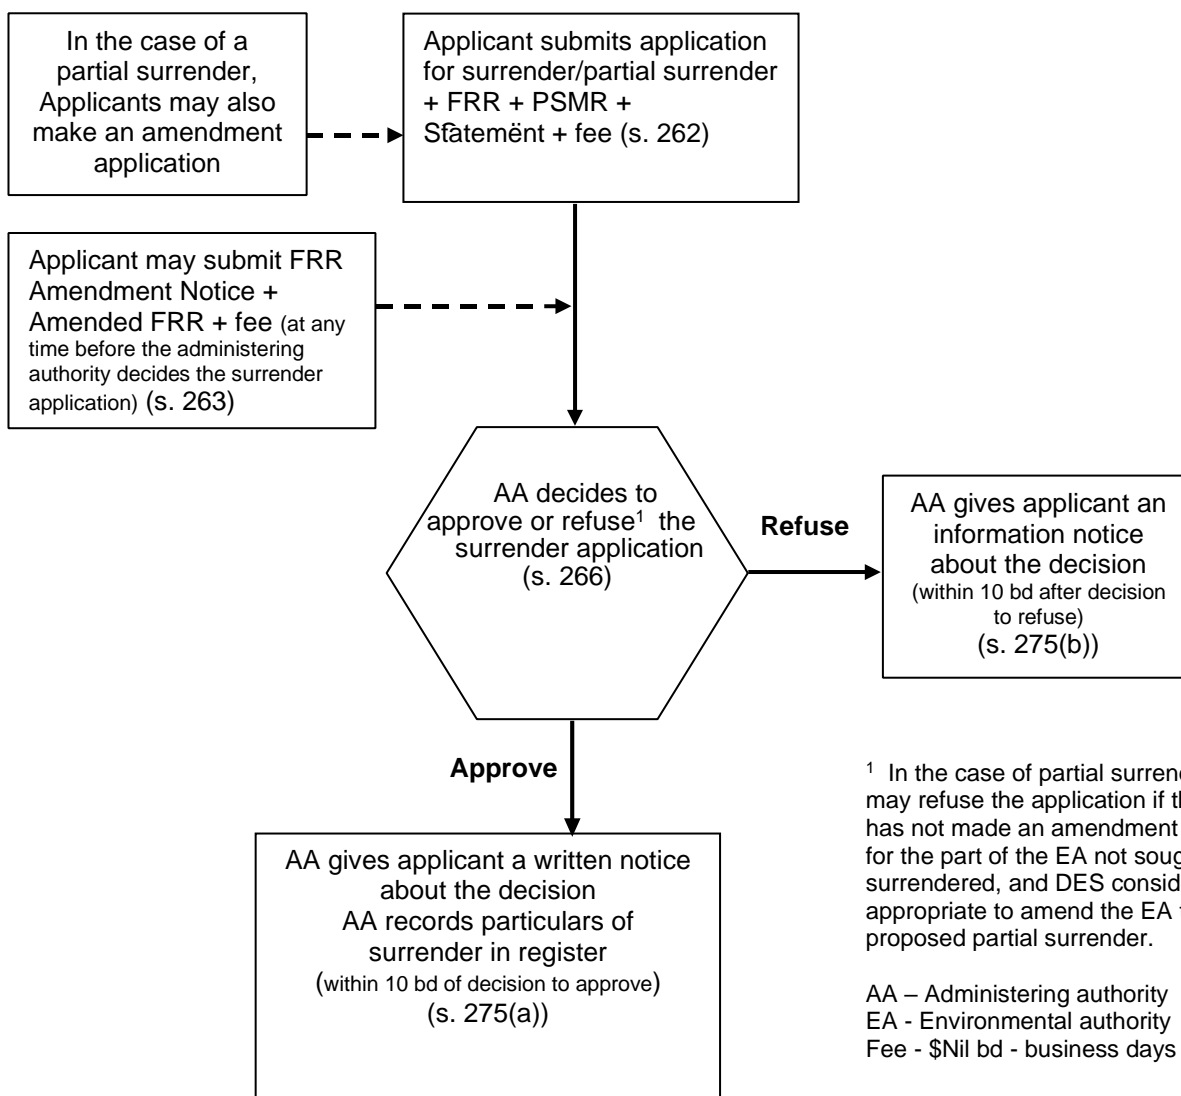 In the case of a
partial surrender,
Applicants may also
make an amendment
application
Applicant submits application
for surrender/partial surrender
+ FRR + PSMR +
Statement + fee (s. 262)
Applicant may submit FRR
Amendment Notice +
Amended FRR + fee (at any
time before the administering
authority decides the surrender
application) (s. 263)
AA decides to
approve or refuse¹ the
surrender application
(s. 266)
Refuse
AA gives applicant an
information notice
about the decision
(within 10 bd after decision
to refuse)
(s. 275(b))
Approve
AA gives applicant a written notice
about the decision
AA records particulars of
surrender in register
(within 10 bd of decision to approve)
(s. 275(a))
¹ In the case of partial
may refuse the application if
has not made an amendment
for the part of the EA not
surrendered, and DES
appropriate to amend the EA
proposed partial surrender.
AA – Administering authority
EA - Environmental authority
Fee - $Nil bd - business days